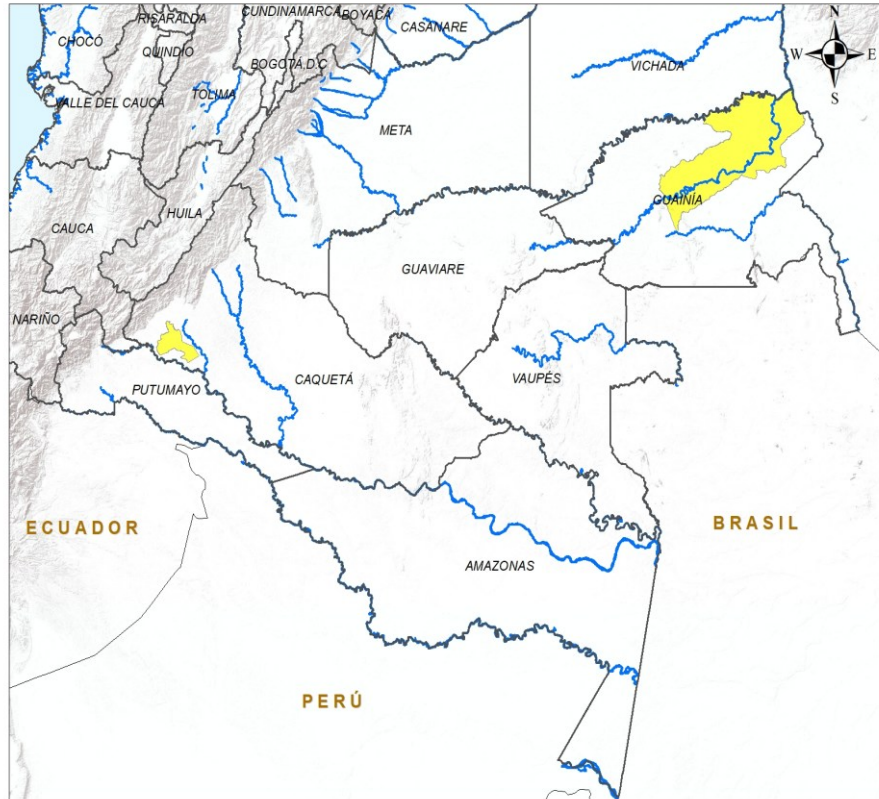 CUNDINAMARCA
BOYACÁ
RISARALDA
CASANARE
N
CHOCÓ
QUINDÍO
BOGOTA D.C
W
E
VICHADA
TOLIMA
VALLE DEL CAUCA
S
META
GUAINÍA
HUILA
CAUCA
GUAVIARE
NARIÑO
CAQUETÁ
VAUPÉS
PUTUMAYO
ECUADOR
BRASIL
AMAZONAS
PERÚ